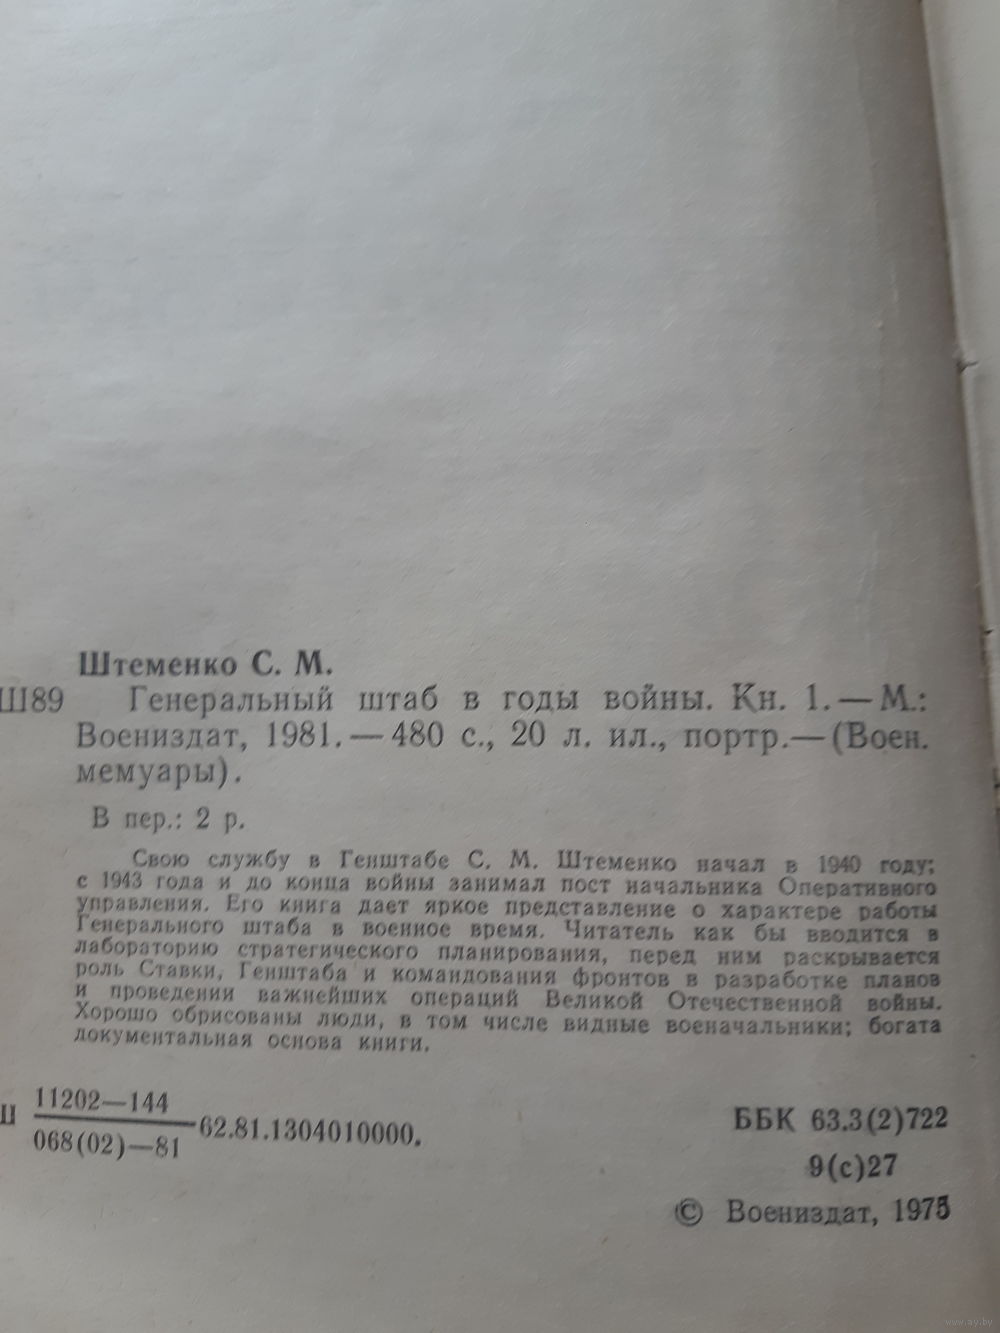 Штеменко С. М.
Ш89 Генеральный штаб в годы войны. Кн. 1. — М.:
Воениздат, 1981. — 480 с., 20 л. ил., портр. — (Воен.
мемуары).
В пер.: 2 р.
Свою службу в Генштабе С. М. Штеменко начал в 1940 году;
с 1943 года и до конца войны занимал пост начальника Оперативного
управления. Его книга дает яркое представление о характере работы
Генерального штаба в военное время. Читатель как бы вводится в
лабораторию стратегического планирования, перед ним раскрывается
роль Ставки, Генштаба и командования фронтов в разработке планов
и проведении важнейших операций Великой Отечественной войны.
Хорошо обрисованы люди, в том числе видные военачальники; богата
документальная основа книги.
11202—144
068(02)—81
62.81.1304010000.
ББК 63.3(2)722
9(с)27
© Воениздат, 1975
www.ay.by